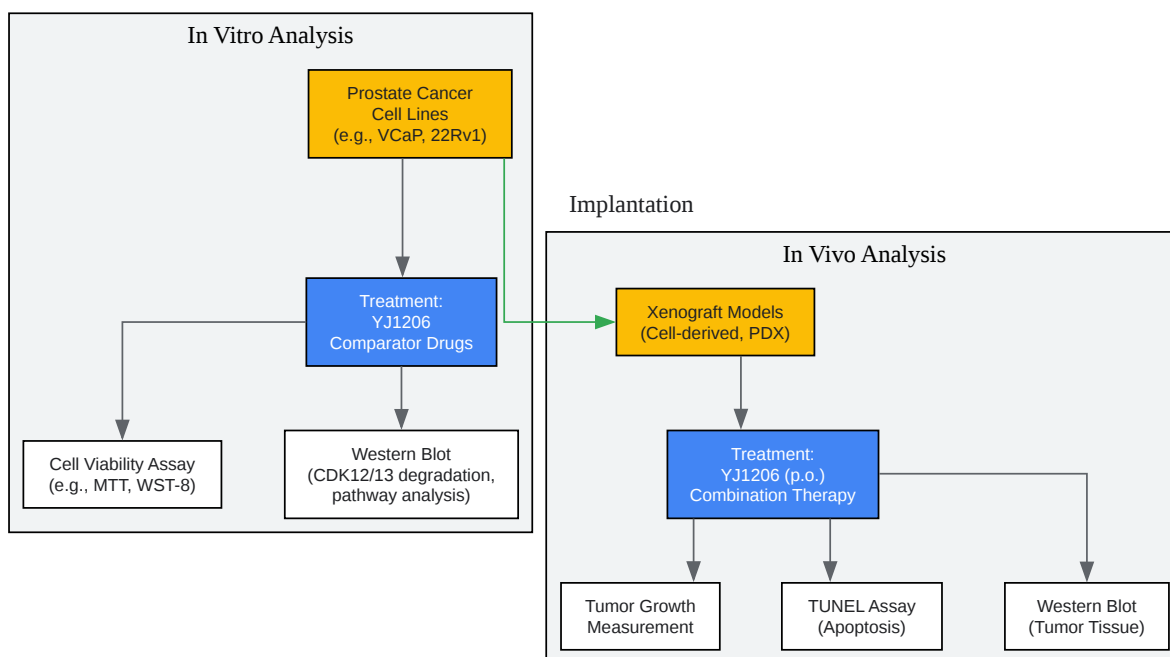 In Vitro Analysis
Prostate Cancer
Cell Lines
(e.g., VCaP, 22Rv1)
Treatment:
YJ1206
Comparator Drugs
Cell Viability Assay
(e.g., MTT, WST-8)
Western Blot
(CDK12/13 degradation,
pathway analysis)
Implantation
In Vivo Analysis
Xenograft Models
(Cell-derived, PDX)
Treatment:
YJ1206 (p.o.)
Combination Therapy
Tumor Growth
Measurement
TUNEL Assay
(Apoptosis)
Western Blot
(Tumor Tissue)